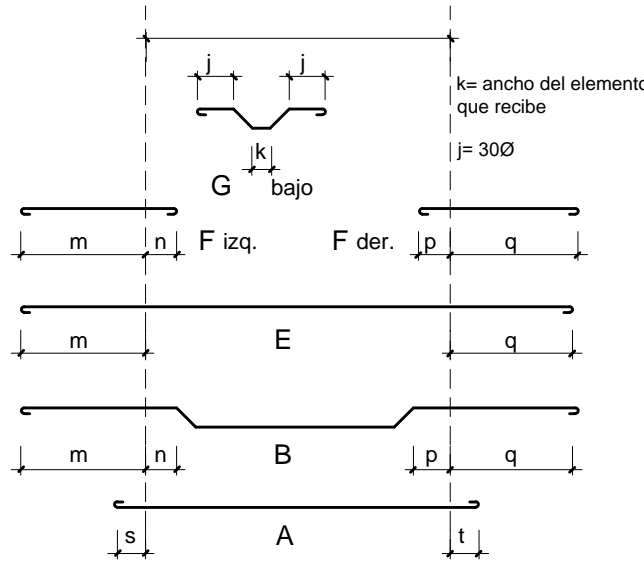 j
j
k= ancho del elemento
que recibe
k
j= 30Ø
G bajo
m
n
F izq.
F der.
p
q
m
E
q
m
n
B
p
q
s
A
t